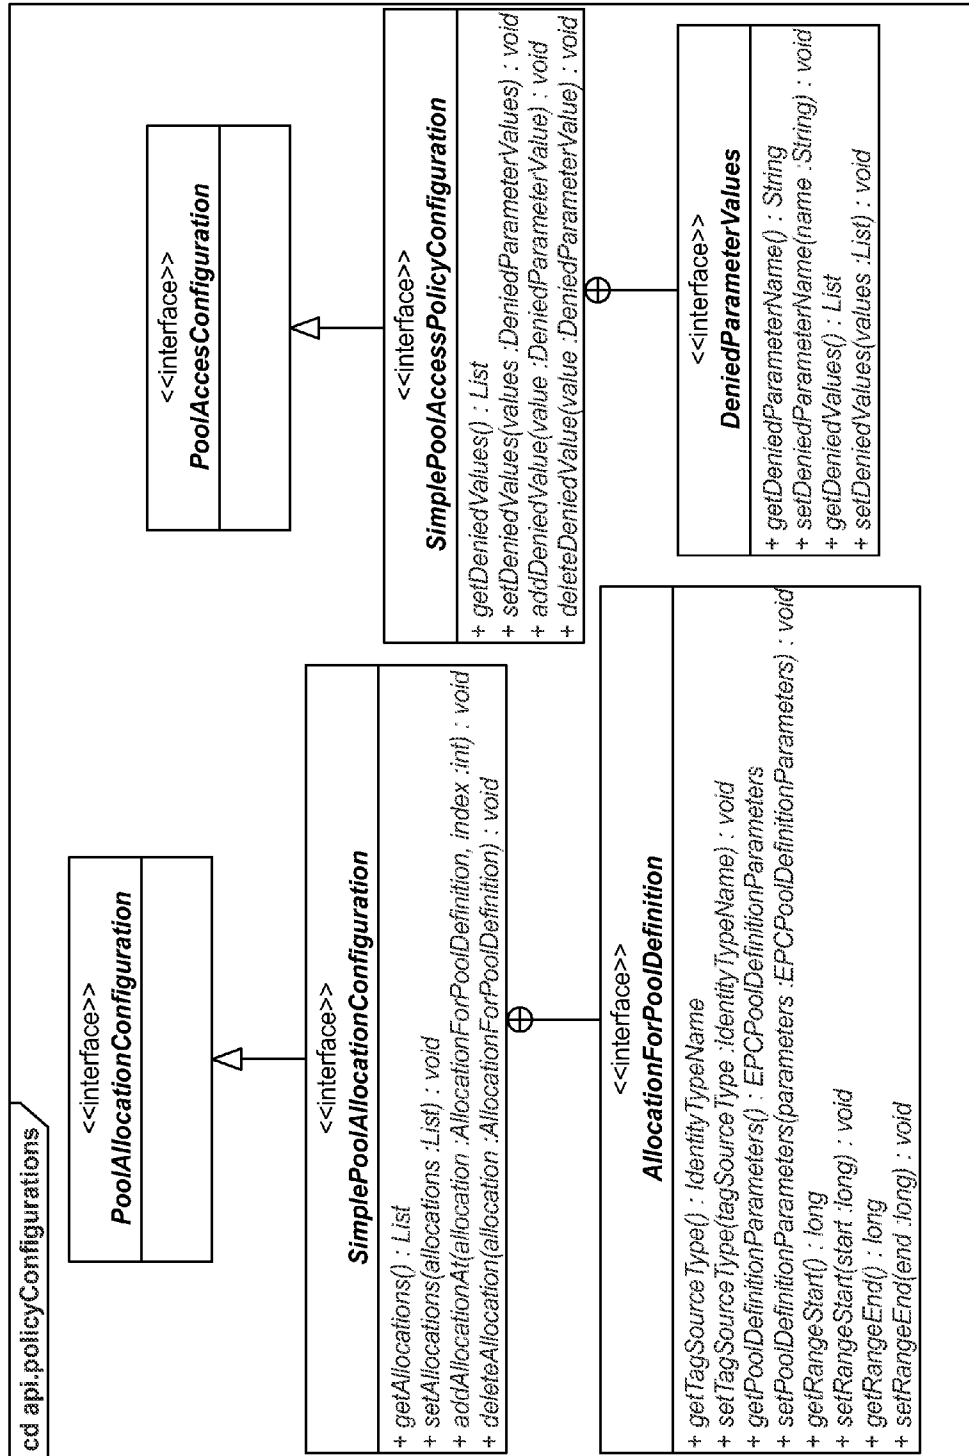 cd api.policyConfigurations
<<interface>>
PoolAllocationConfiguration
<<interface>>
SimplePoolAllocationConfiguration
+ getAllocations() : List
+ setAllocations(allocations :List) : void
+ addAllocationAt(allocation :AllocationForPoolDefinition, index :int) : void
+ deleteAllocation(allocation :AllocationForPoolDefinition) : void
<<interface>>
AllocationForPoolDefinition
+ getTagSourceType() : IdentityTypeName
+ setTagSourceType(tagSourceType :IdentityTypeName) : void
+ getPoolDefinitionParameters() : EPCPoolDefinitionParameters
+ setPoolDefinitionParameters(parameters :EPCPoolDefinitionParameters) : void
+ getRangeStart() : long
+ setRangeStart(start :long) : void
+ getRangeEnd() : long
+ setRangeEnd(end :long) : void
<<interface>>
PoolAccesConfiguration
<<interface>>
SimplePoolAccessPolicyConfiguration
+ getDeniedValues() : List
+ setDeniedValues(values :DeniedParameterValues) : void
+ addDeniedValue(value :DeniedParameterValue) : void
+ deleteDeniedValue(value :DeniedParameterValue) : void
<<interface>>
DeniedParameterValues
+ getDeniedParameterName() : String
+ setDeniedParameterName(name :String) : void
+ getDeniedValues() : List
+ setDeniedValues(values :List) : void